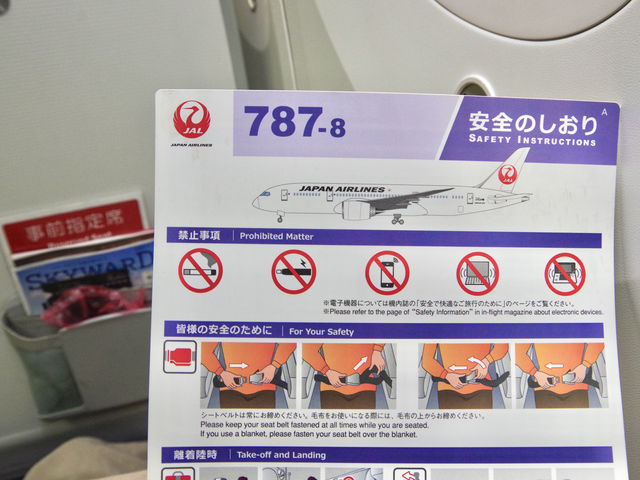 JAL
JAPAN AIRLINES
787-8
安全のしおり
SAFETY INSTRUCTIONS
A
JAPAN AIRLINES
JAL
禁止事項 Prohibited Matter
※電子機器については機内誌の「安全で快適なご旅行のために」のページをご覧ください。
※Please refer to the page of "Safety Information" in in-flight magazine about electronic devices.
皆様の安全のために For Your Safety
シートベルトは常にお締めください。毛布をお使いになる際には、毛布の上からお締めください。
Please keep your seat belt fastened at all times while you are seated.
If you use a blanket, please fasten your seat belt over the blanket.
離着陸時 Take-off and Landing
事前指定席
Reserved Seat
SKYWARD